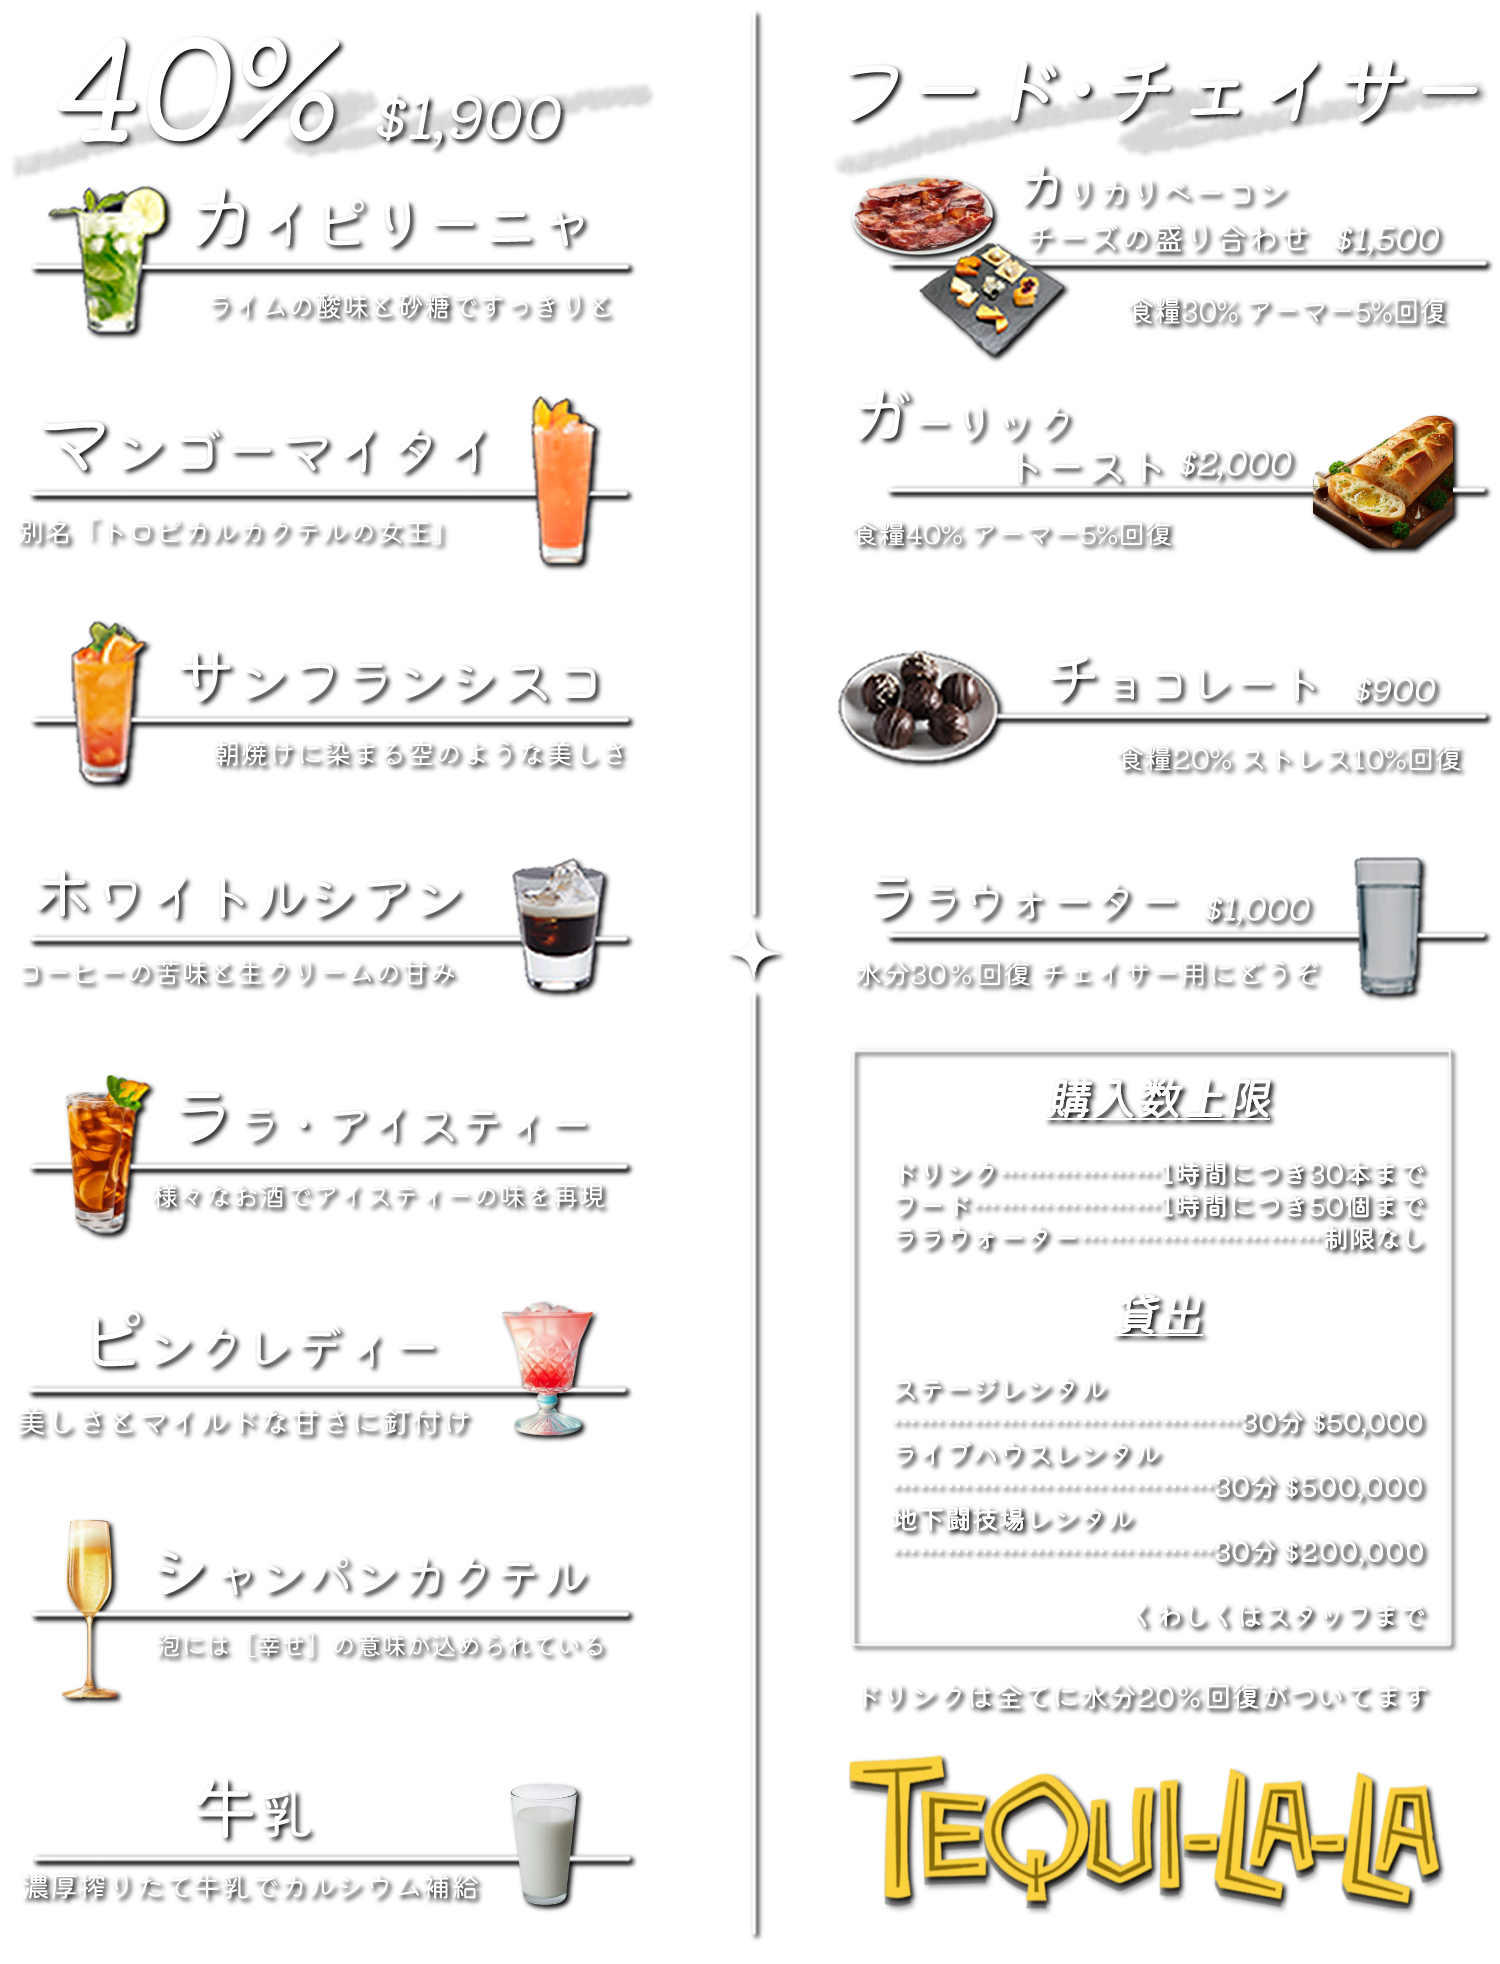 40% $1,900
カイピリーニャ
ライムの酸味と砂糖ですっきりと
マンゴーマイタイ
別名「トロピカルカクテルの女王」
サンフランシスコ
朝焼けに染まる空のような美しさ
ホワイトルシアン
コーヒーの苦味と生クリームの甘み
ララ・アイスティー
様々なお酒でアイスティーの味を再現
ピンクレディー
美しさとマイルドな甘さに釘付け
シャンパンカクテル
泡には［幸せ］の意味が込められている
牛乳
濃厚搾りたて牛乳でカルシウム補給
フード・チェイサー
カリカリベーコン
チーズの盛り合わせ $1,500
食糧30% アーマー5%回復
ガーリック
トースト $2,000
食糧40% アーマー5%回復
チョコレート $900
食糧20% ストレス10%回復
ララウォーター $1,000
水分30%回復 チェイサー用にどうぞ
購入数上限
ドリンク………………1時間につき30本まで
フード…………………1時間につき50個まで
ララウォーター………………………制限なし
貸出
ステージレンタル
…………………………………30分 $50,000
ライブハウスレンタル
………………………………30分 $500,000
地下闘技場レンタル
………………………………30分 $200,000
くわしくはスタッフまで
ドリンクは全てに水分20%回復がついてます
TEQUI-LA-LA